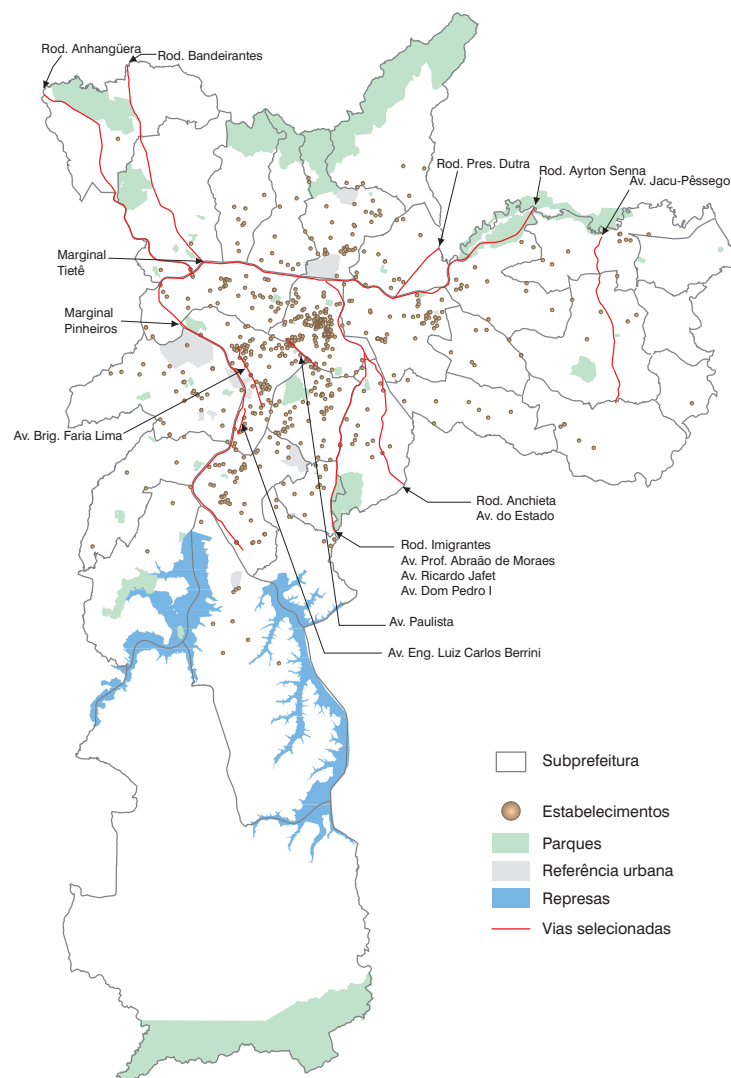 Rod. Anhangüera
Rod. Bandeirantes
Rod. Pres. Dutra
Rod. Ayrton Senna
Av. Jacu-Pêssego
Marginal
Tietê
Marginal
Pinheiros
Av. Brig. Faria Lima
Rod. Anchieta
Av. do Estado
Rod. Imigrantes
Av. Prof. Abraão de Moraes
Av. Ricardo Jafet
Av. Dom Pedro I
Av. Paulista
Av. Eng. Luiz Carlos Berrini
Subprefeitura
Estabelecimentos
Parques
Referência urbana
Represas
Vias selecionadas